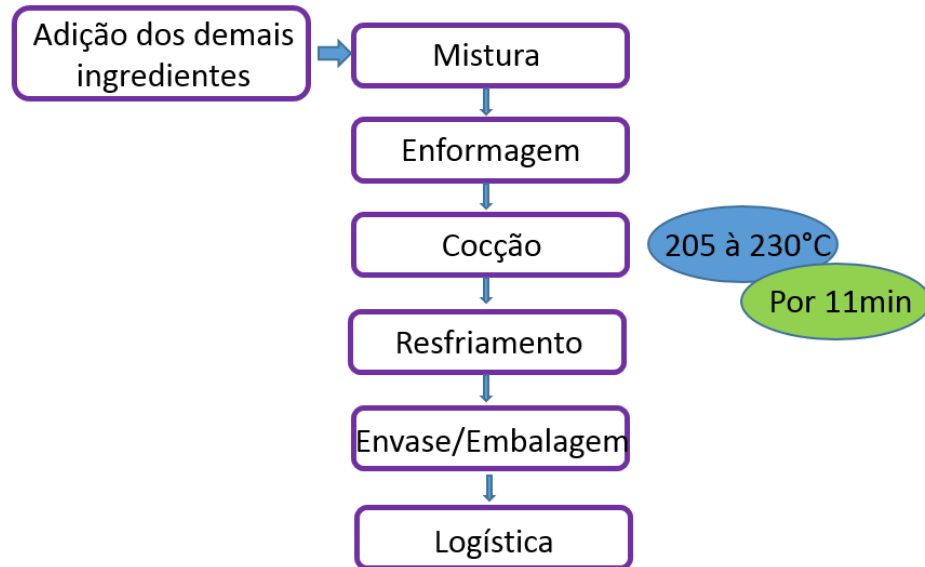 Adição dos demais
ingredientes
Mistura
Enformagem
Cocção
205 à 230°C
Por 11min
Resfriamento
Envase/Embalagem
Logística